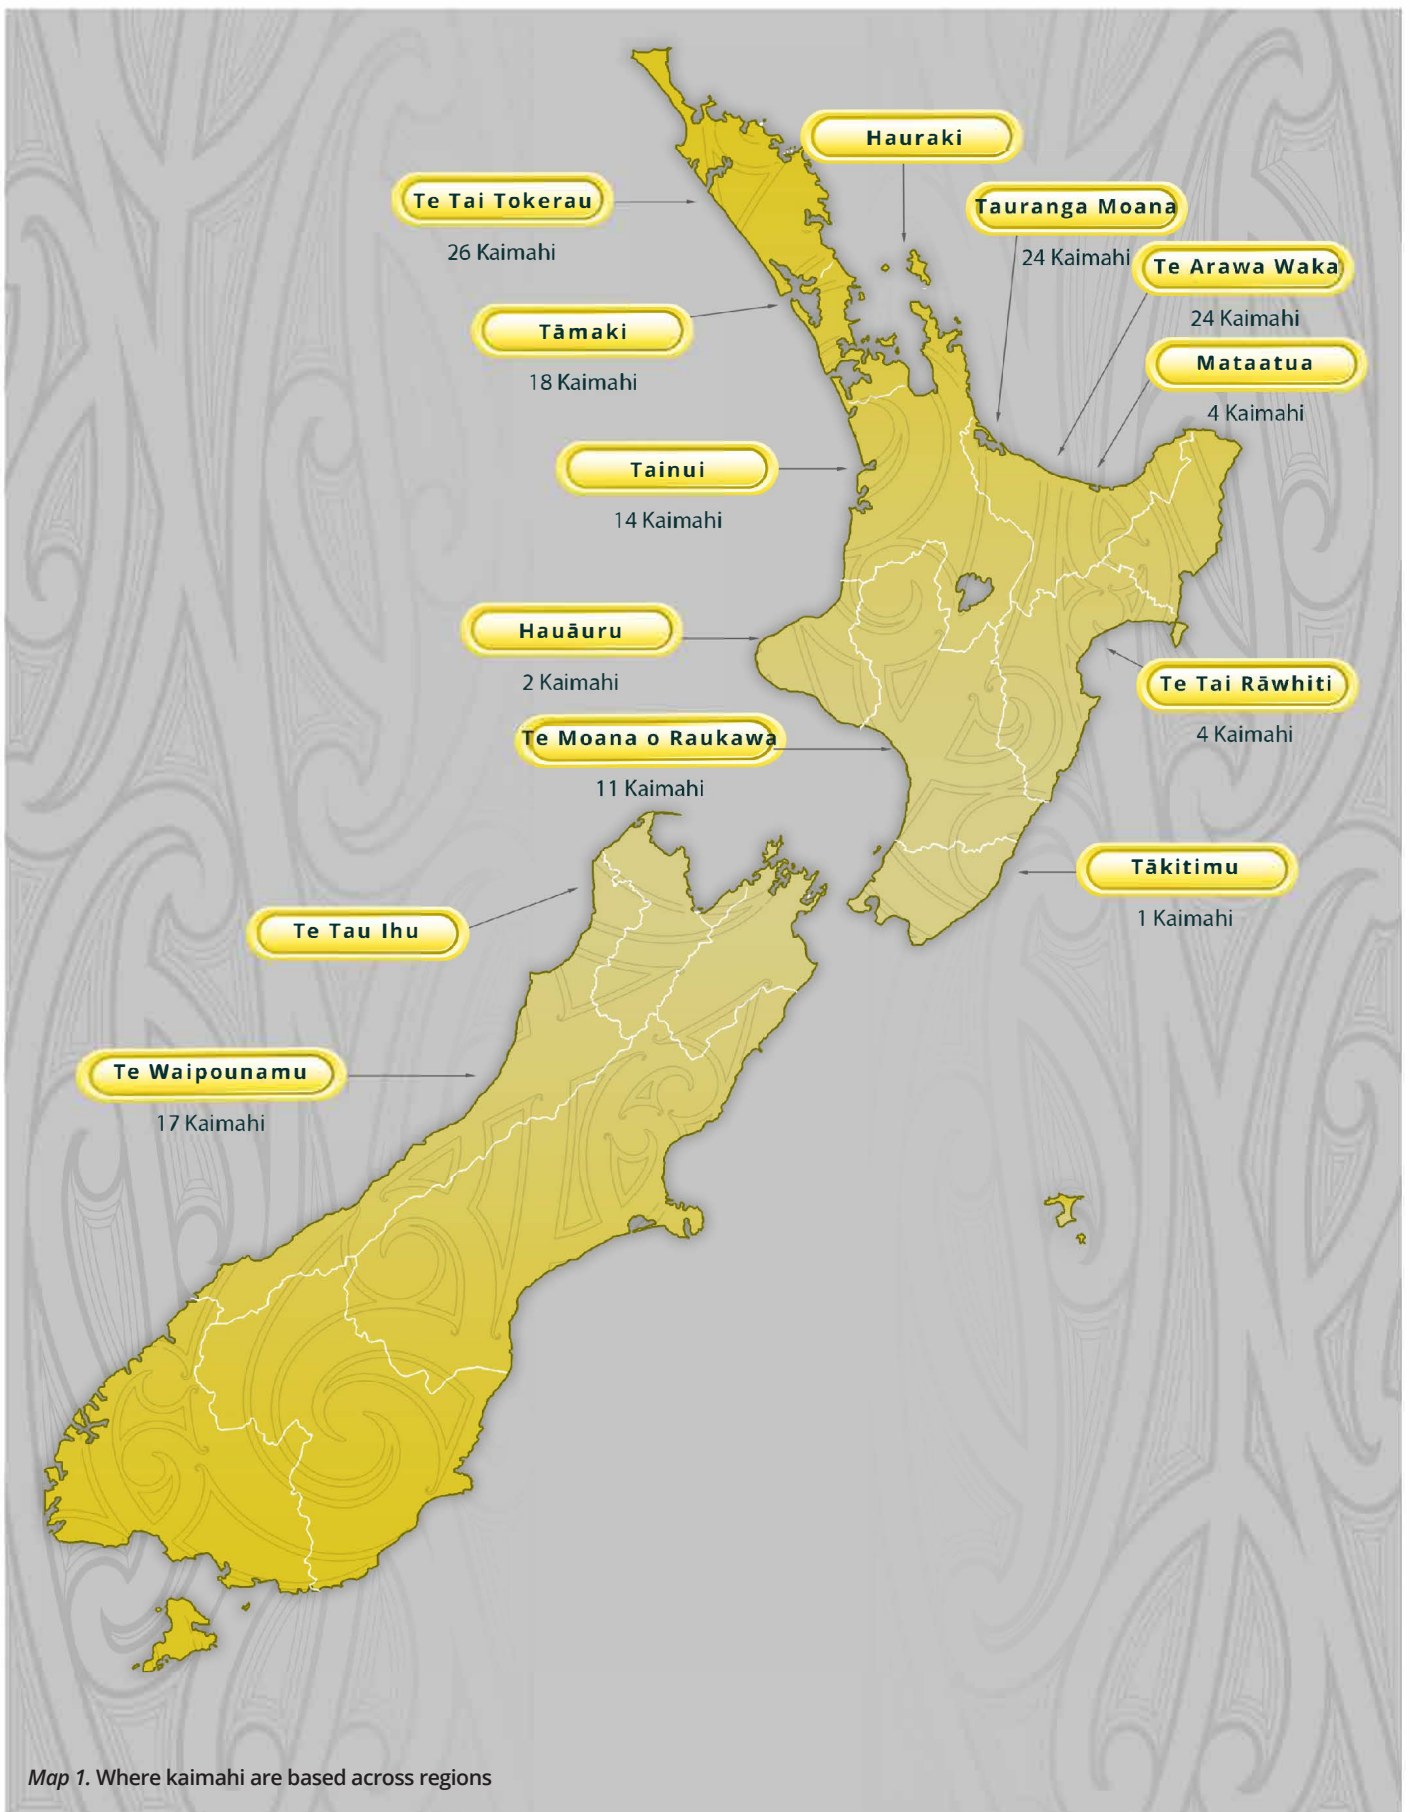 Hauraki
Te Tai Tokerau
26 Kaimahi
Tauranga Moana
24 Kaimahi
Te Arawa Waka
24 Kaimahi
Tāmaki
18 Kaimahi
Mataatua
4 Kaimahi
Tainui
14 Kaimahi
Hauāuru
2 Kaimahi
Te Tai Rāwhiti
4 Kaimahi
Te Moana o Raukawa
11 Kaimahi
Tākitimu
1 Kaimahi
Te Tau Ihu
Te Waipounamu
17 Kaimahi
Map 1. Where kaimahi are based across regions